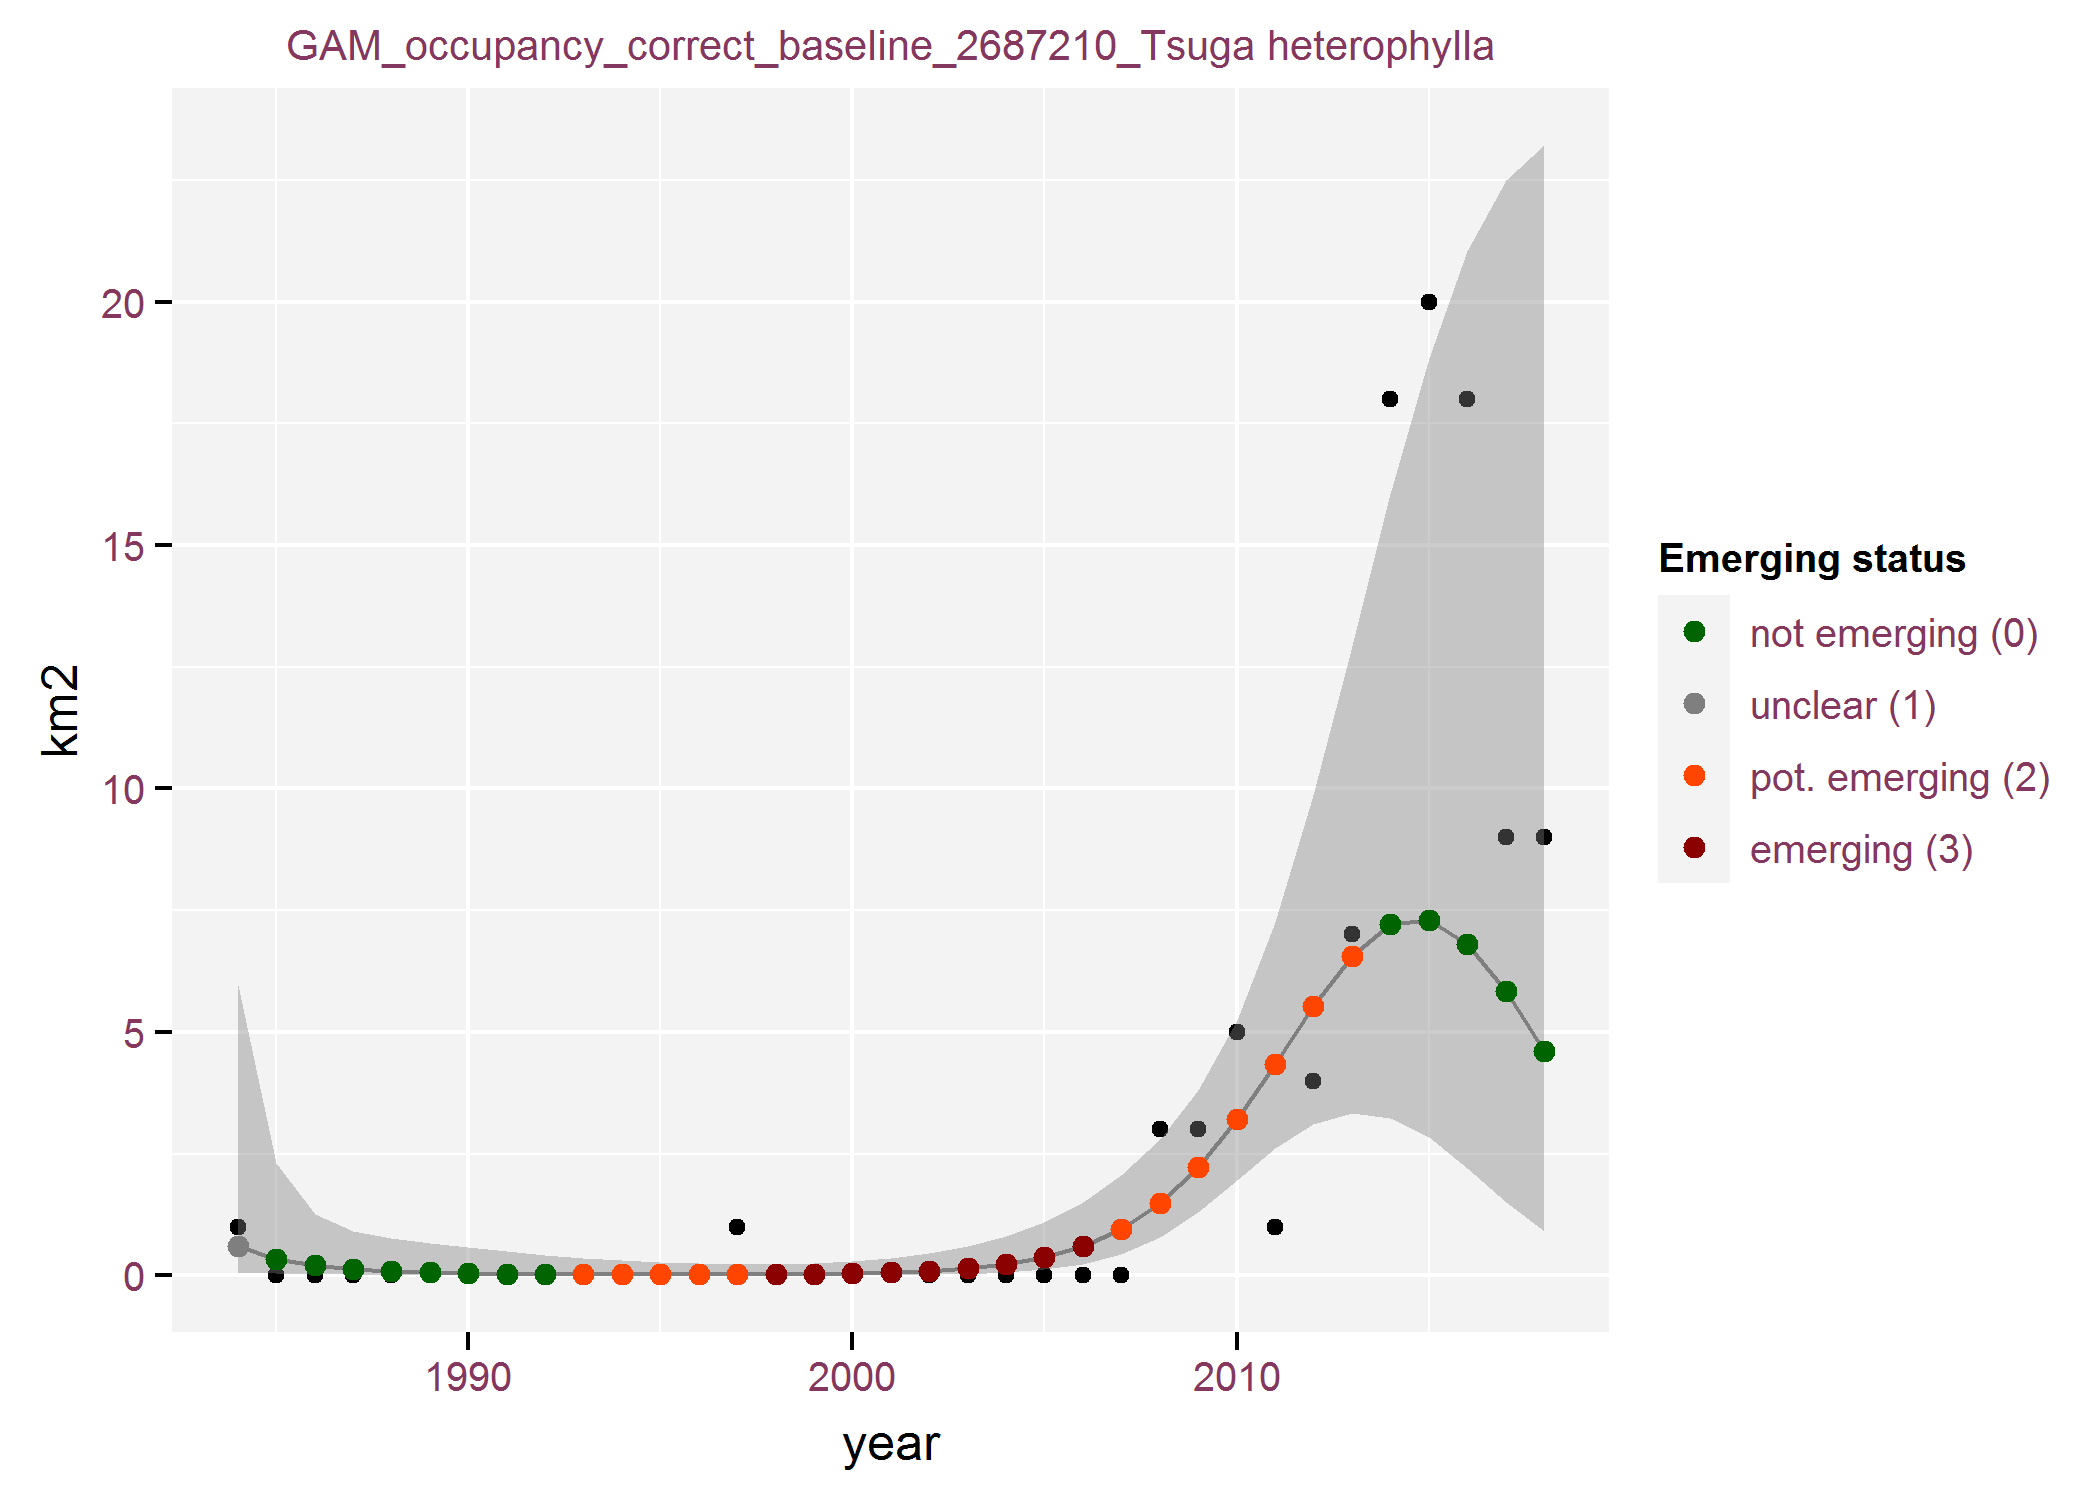 GAM_occupancy_correct_baseline_2687210_Tsuga heterophylla
km2
20
15
10
5
0
1990
2000
2010
year
Emerging status
not emerging (0)
unclear (1)
pot. emerging (2)
emerging (3)